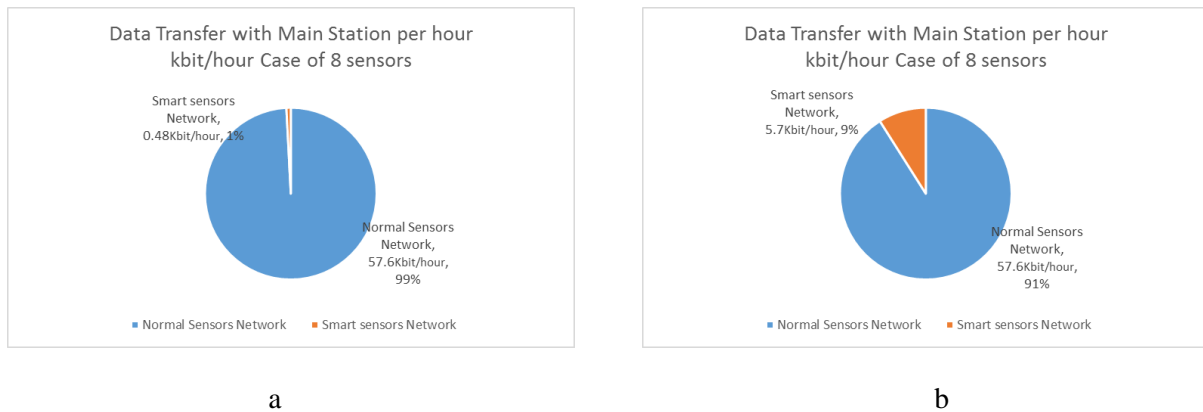 Data Transfer with Main Station per hour
kbit/hour Case of 8 sensors
Smart sensors
Network,
0.48Kbit/hour, 1%
Normal Sensors
Network,
57.6Kbit/hour,
99%
Normal Sensors Network
Smart sensors Network
a
Data Transfer with Main Station per hour
kbit/hour Case of 8 sensors
Smart sensors
Network,
5.7Kbit/hour, 9%
Normal Sensors
Network,
57.6Kbit/hour,
91%
Normal Sensors Network
Smart sensors Network
b